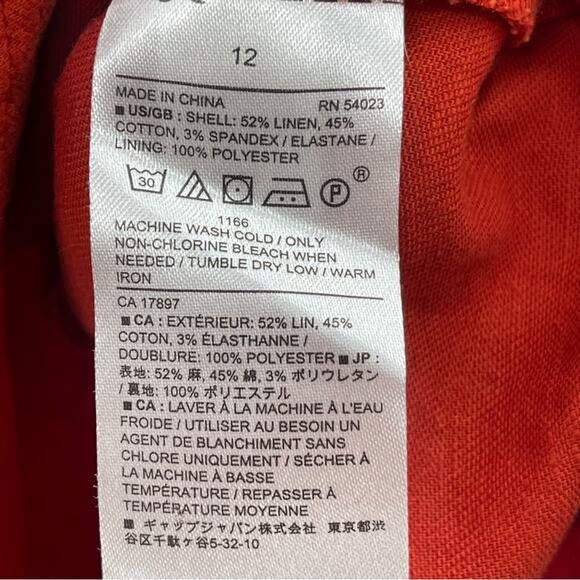 12
MADE IN CHINA RN 54023
■ US/GB : SHELL: 52% LINEN, 45%
COTTON, 3% SPANDEX / ELASTANE /
LINING: 100% POLYESTER
30 P ®
1166
MACHINE WASH COLD / ONLY
NON-CHLORINE BLEACH WHEN
NEEDED / TUMBLE DRY LOW / WARM
IRON
CA 17897
■ CA : EXTÉRIEUR: 52% LIN, 45%
COTON, 3% ÉLASTHANNE /
DOUBLURE: 100% POLYESTER ■ JP :
表地: 52% 麻, 45% 綿, 3% ポリウレタン
/ 裏地: 100% ポリエステル
■ CA : LAVER À LA MACHINE À L'EAU
FROIDE / UTILISER AU BESOIN UN
AGENT DE BLANCHIMENT SANS
CHLORE UNIQUEMENT / SÉCHER À
LA MACHINE À BASSE
TEMPÉRATURE / REPASSER À
TEMPÉRATURE MOYENNE
■ ギャップジャパン株式会社 東京都渋
谷区千駄ヶ谷5-32-10